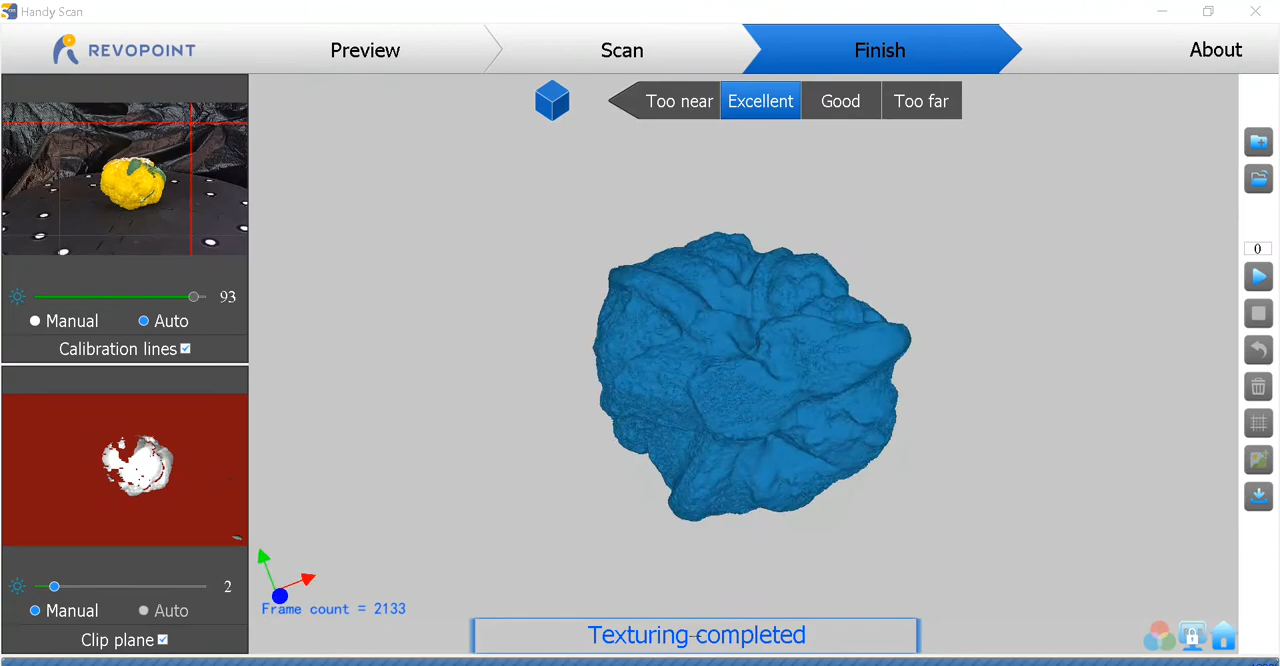 Handy Scan
REVOPOINT
Preview
Scan
Finish
About
Too near
Excellent
Good
Too far
93
Manual
Auto
Calibration lines
0
2
Manual
Auto
Clip plane
Frame count = 2133
Texturing completed